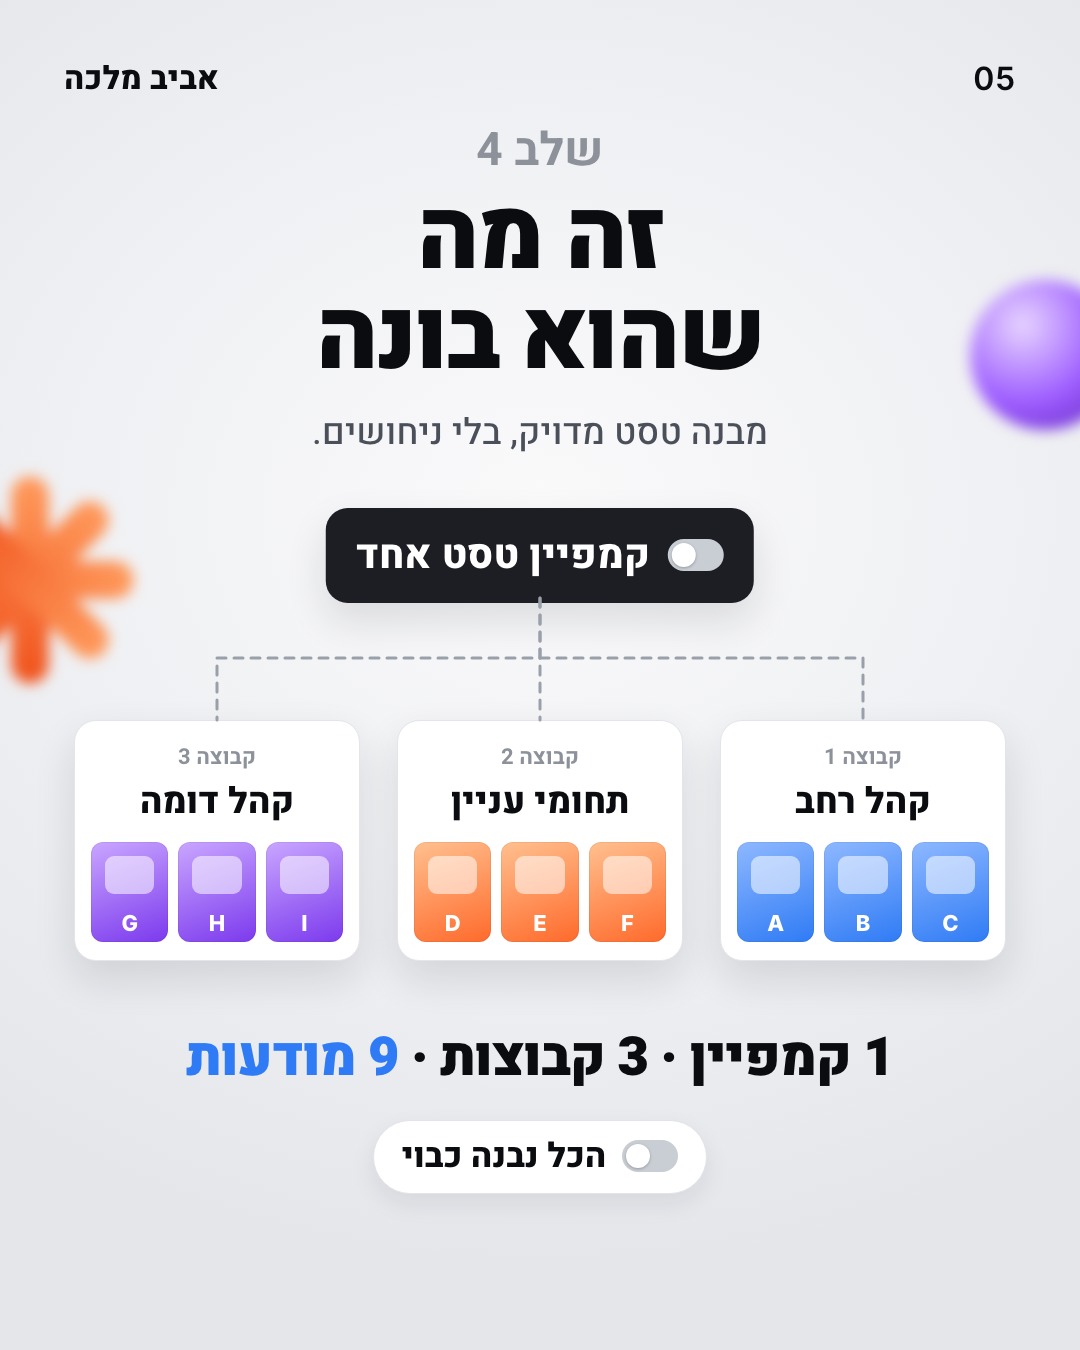 05
אביב מלכה
שלב 4
זה מה
שהוא בונה
מבנה טסט מדויק, בלי ניחושים.
קמפיין טסט אחד
קבוצה 1
קהל רחב
A B C
קבוצה 2
תחומי עניין
D E F
קבוצה 3
קהל דומה
G H I
1 קמפיין · 3 קבוצות · 9 מודעות
הכל נבנה כבוי